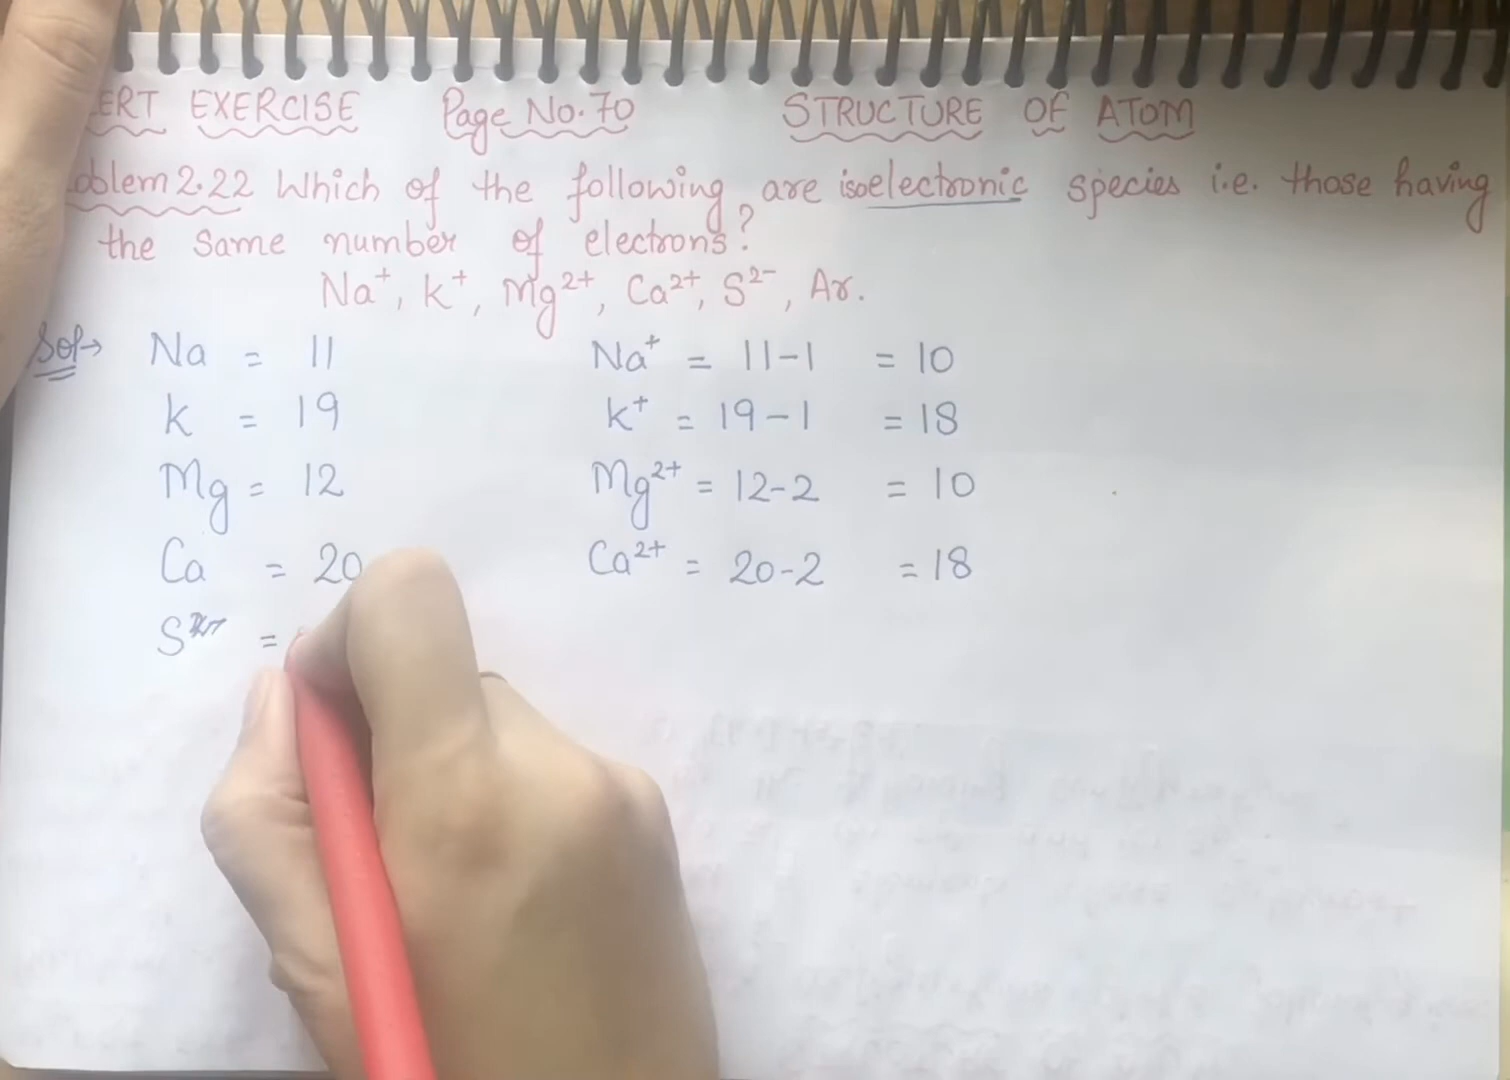 ERT EXERCISE Page No. 70 STRUCTURE OF ATOM
oblem 2.22 Which of the following are isoelectronic species i.e. those having
the same number of electrons?
Na⁺, K⁺, Mg²⁺, Ca²⁺, S²⁻, Ar.
Sol→ Na = 11 Na⁺ = 11-1 = 10
K = 19 K⁺ = 19-1 = 18
Mg = 12 Mg²⁺ = 12-2 = 10
Ca = 20 Ca²⁺ = 20-2 = 18
S =